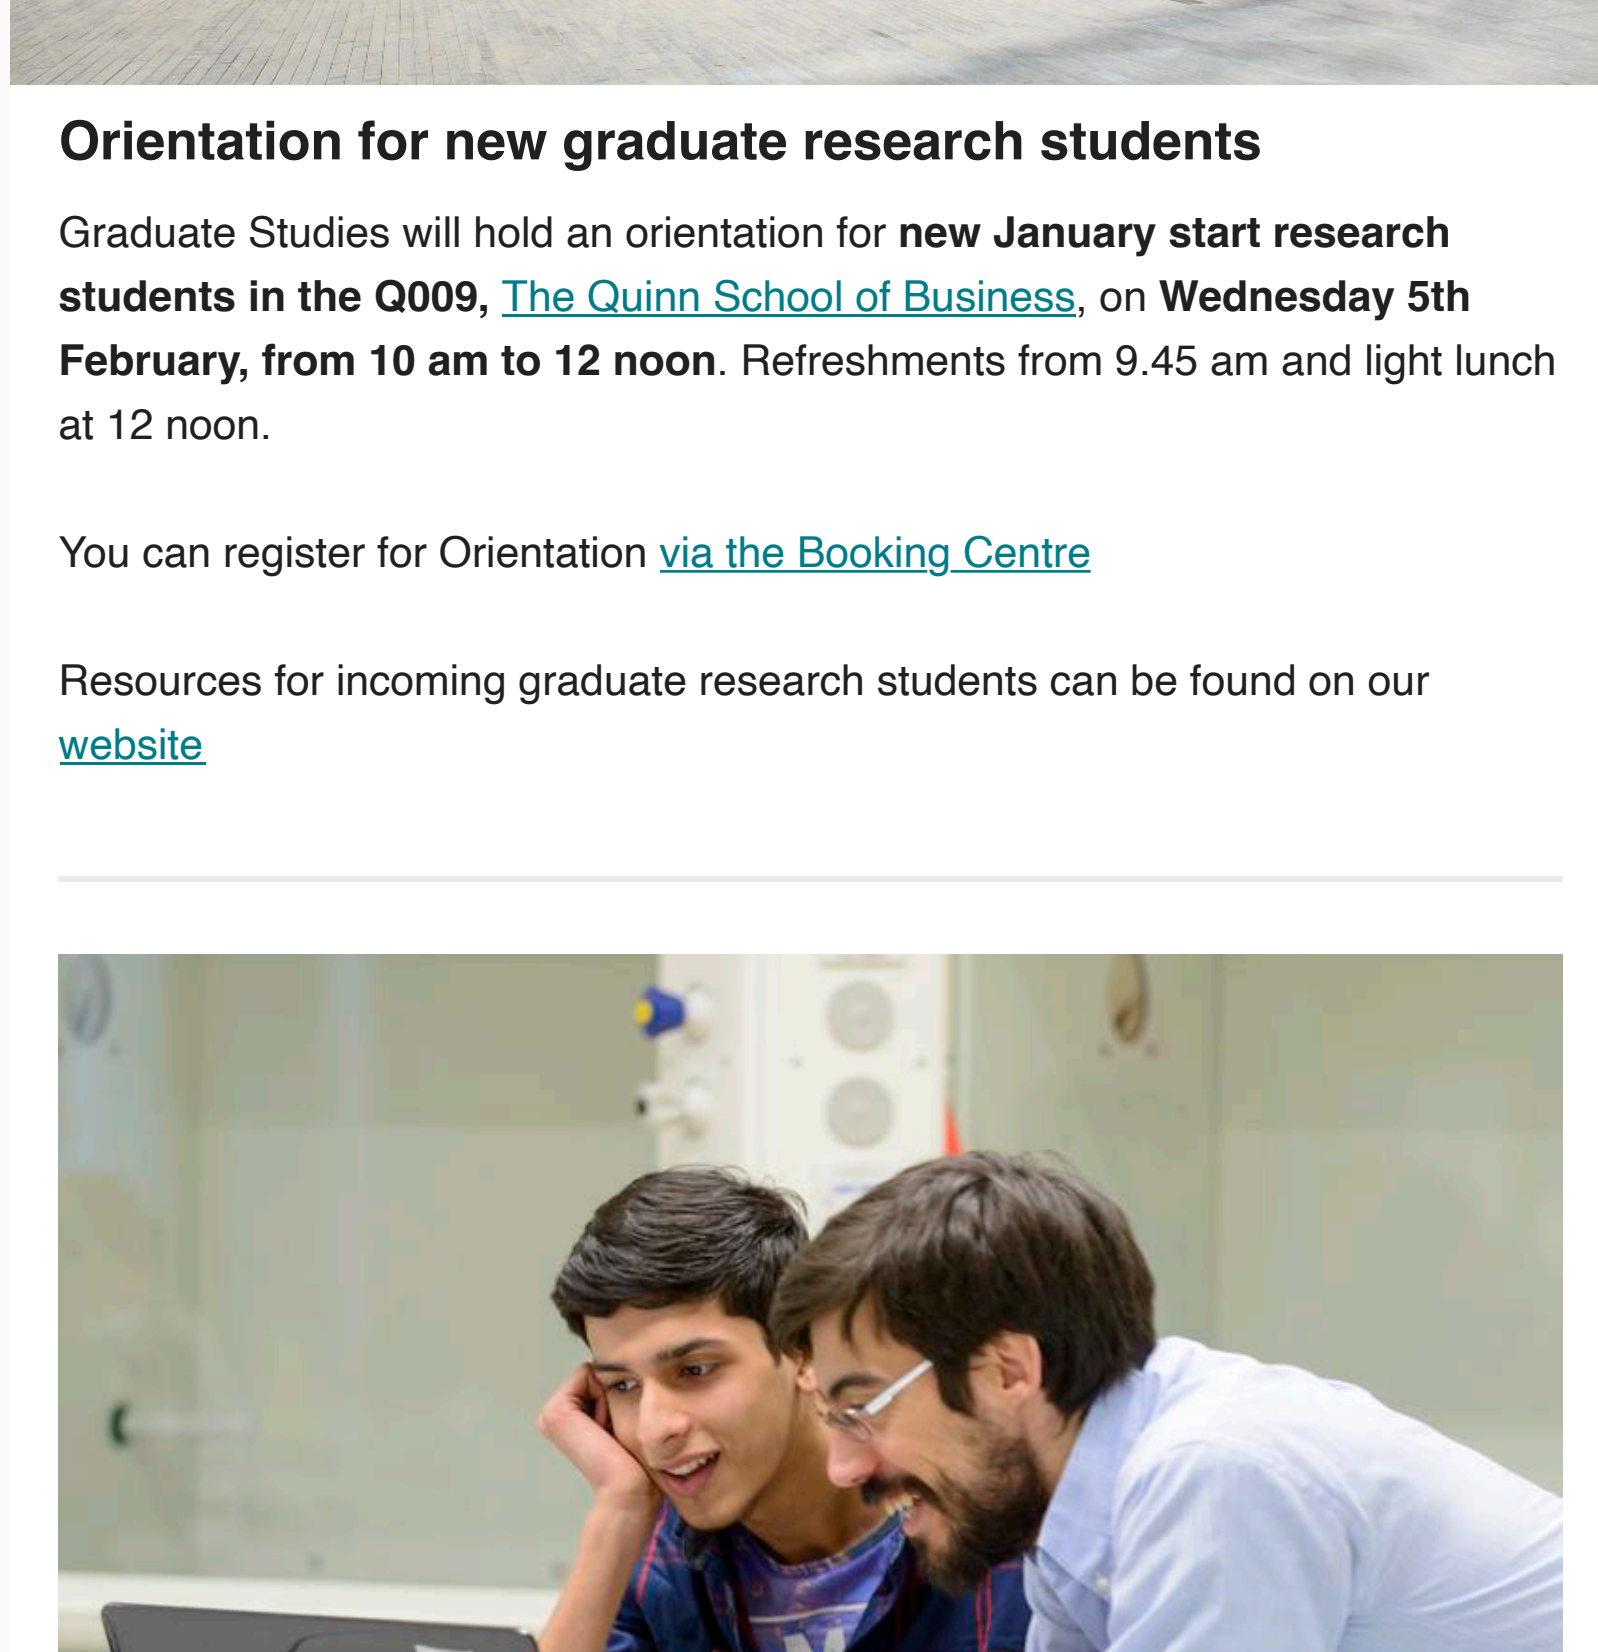 Orientation for new graduate research students
Graduate Studies will hold an orientation for new January start research
students in the Q009, The Quinn School of Business, on Wednesday 5th
February, from 10 am to 12 noon. Refreshments from 9.45 am and light lunch
at 12 noon.
You can register for Orientation via the Booking Centre
Resources for incoming graduate research students can be found on our
website